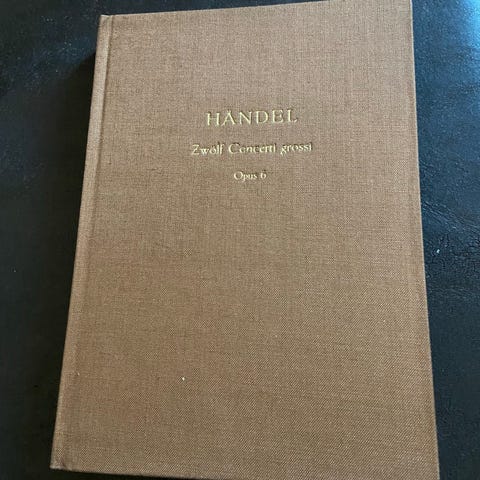 HÄNDEL
Zwölf Concerti grossi
Opus 6